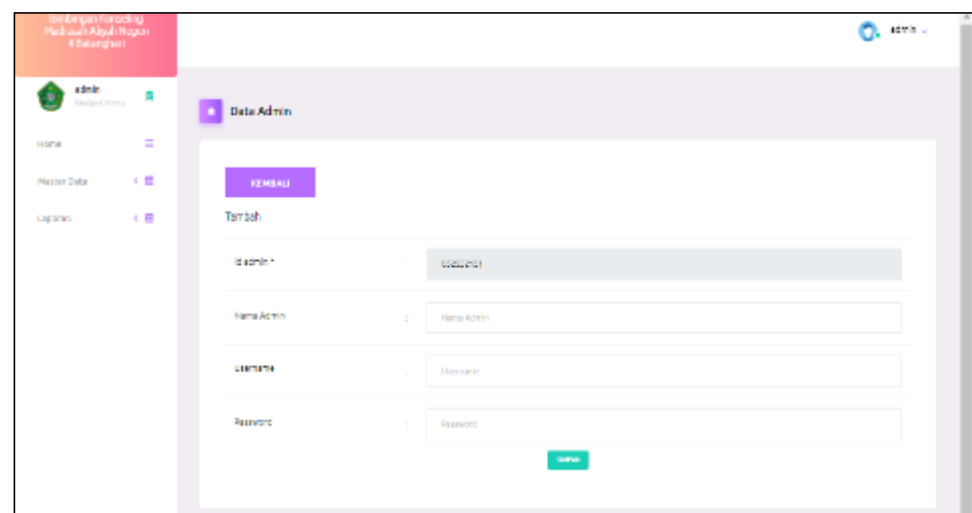 Bimbingan Konseling
Madrasah Aliyah Negeri
4 Batanghari
admin
admin
Menu
Data Admin
Home
Master Data
Laporan
KEMBALI
Tambah
Id admin * :
Nama Admin : Nama Admin
Username : Username
Password : Password